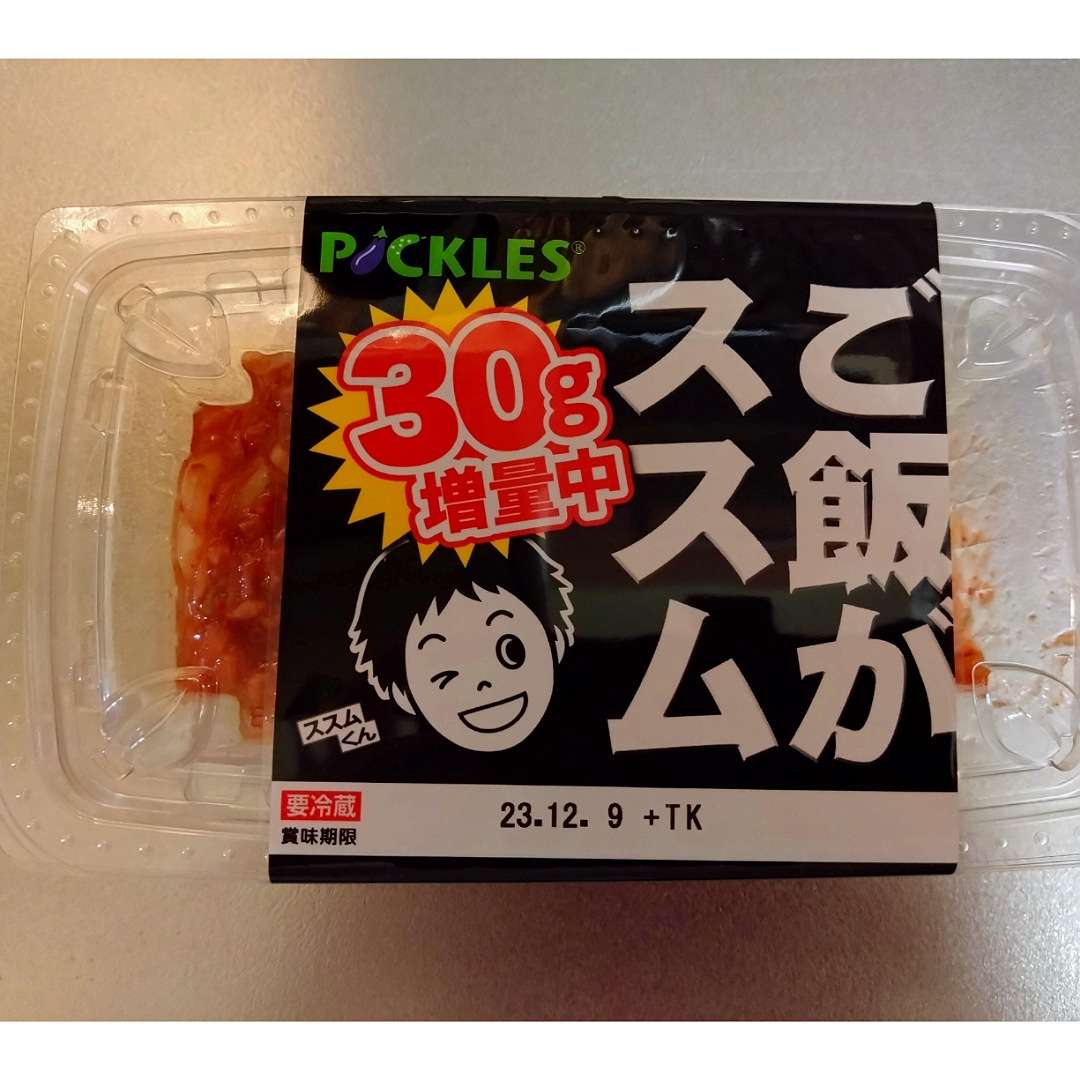 PICKLES®
30g
増量中
ご飯が
ススム
ススム
くん
要冷蔵
賞味期限
23.12. 9 +TK